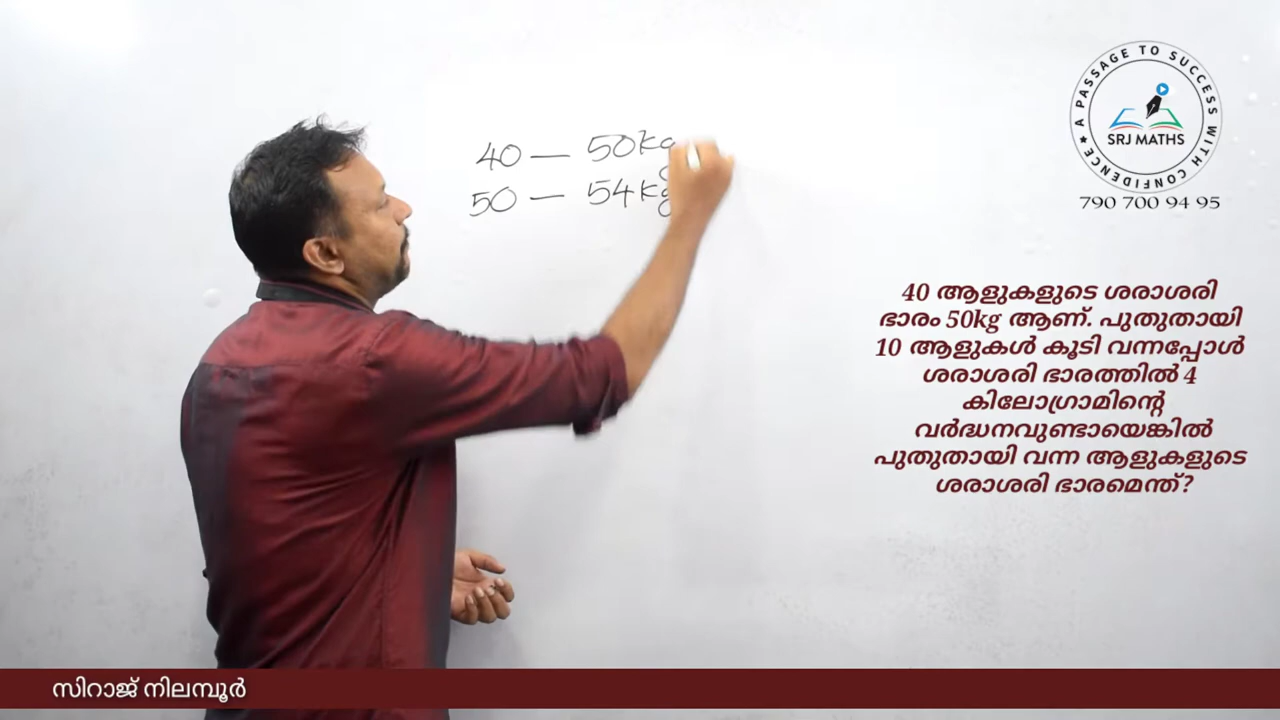 A PASSAGE TO SUCCESS WITH CONFIDENCE ★
SRJ MATHS
790 700 94 95
40 — 50kg
50 — 54kg
40 ആളുകളുടെ ശരാശരി
ഭാരം 50kg ആണ്. പുതുതായി
10 ആളുകൾ കൂടി വന്നപ്പോൾ
ശരാശരി ഭാരത്തിൽ 4
കിലോഗ്രാമിന്റെ
വർദ്ധനവുണ്ടായെങ്കിൽ
പുതുതായി വന്ന ആളുകളുടെ
ശരാശരി ഭാരമെന്ത്?
സിറാജ് നിലമ്പൂർ